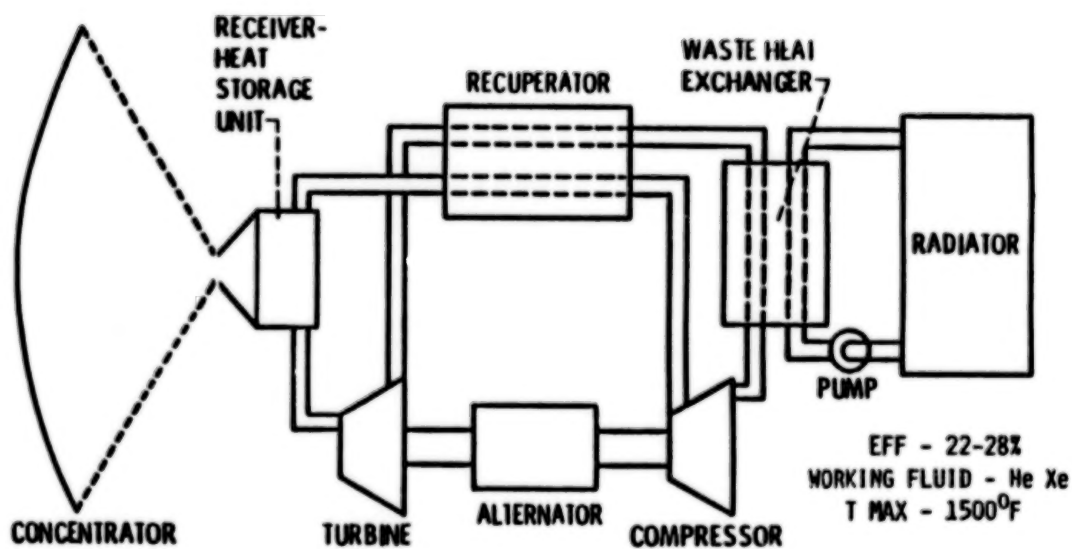 RECEIVER-
HEAT
STORAGE
UNIT
RECUPERATOR
WASTE HEAT
EXCHANGER
RADIATOR
PUMP
EFF - 22-28%
WORKING FLUID - He Xe
T MAX - 1500⁰F
CONCENTRATOR
TURBINE
ALTERNATOR
COMPRESSOR